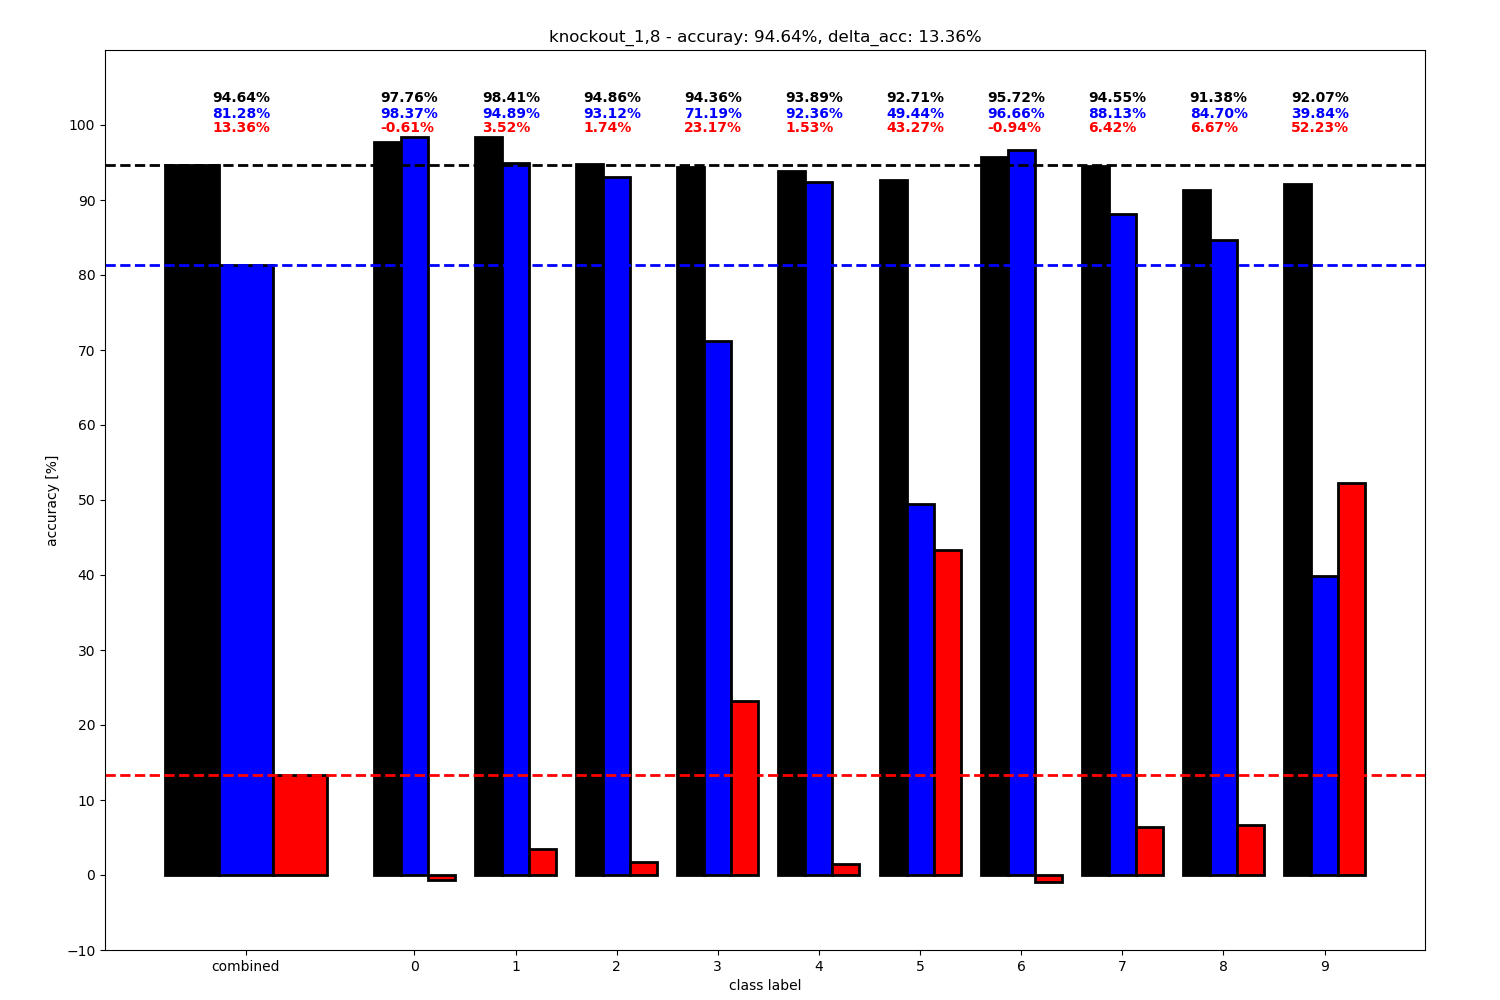 knockout_1,8 - accuray: 94.64%, delta_acc: 13.36%
94.64% 97.76% 98.41% 94.86% 94.36% 93.89% 92.71% 95.72% 94.55% 91.38% 92.07%
81.28% 98.37% 94.89% 93.12% 71.19% 92.36% 49.44% 96.66% 88.13% 84.70% 39.84%
13.36% -0.61% 3.52% 1.74% 23.17% 1.53% 43.27% -0.94% 6.42% 6.67% 52.23%
100
90
80
70
60
50
40
30
20
10
0
−10
accuracy [%]
combined 0 1 2 3 4 5 6 7 8 9
class label